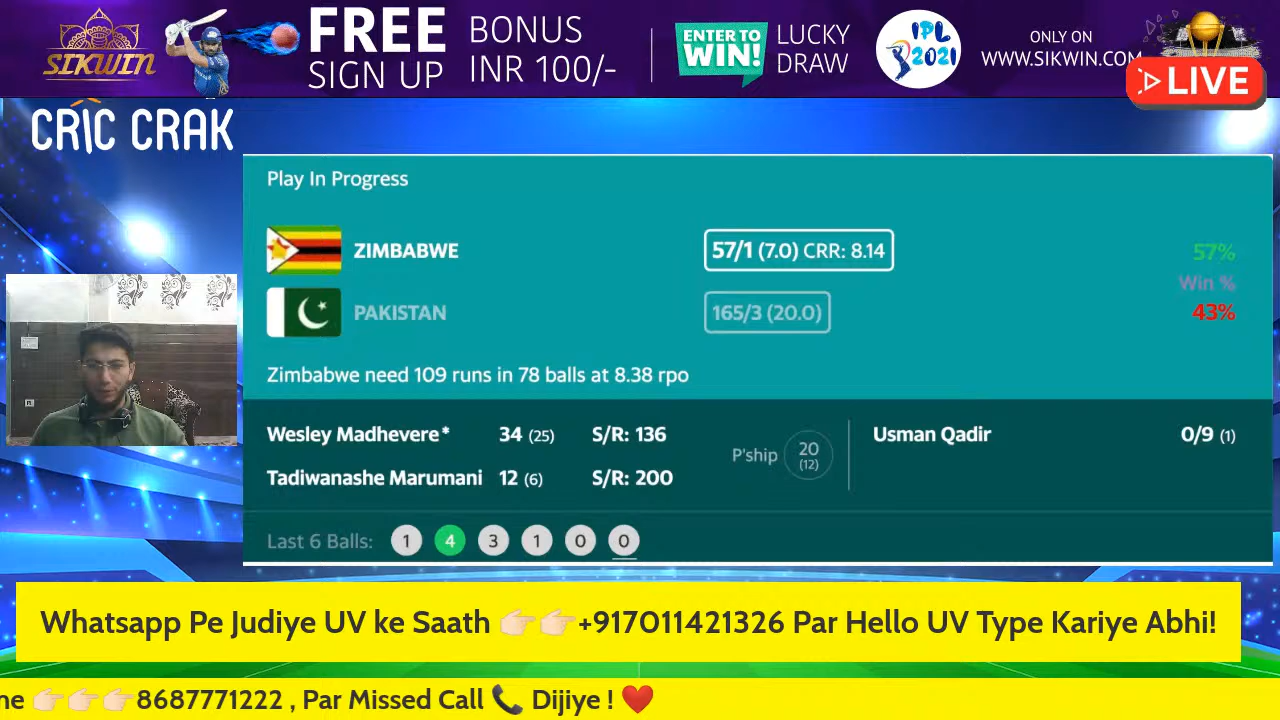 SIKWIN
FREE
SIGN UP
BONUS
INR 100/-
ENTER TO
WIN!
LUCKY
DRAW
IPL
2021
ONLY ON
WWW.SIKWIN.COM
LIVE
CRIC CRAK
Play In Progress
ZIMBABWE 57/1 (7.0) CRR: 8.14 57%
Win %
PAKISTAN 165/3 (20.0) 43%
Zimbabwe need 109 runs in 78 balls at 8.38 rpo
Wesley Madhevere* 34 (25) S/R: 136
Tadiwanashe Marumani 12 (6) S/R: 200
P'ship 20 (12)
Usman Qadir 0/9 (1)
Last 6 Balls: 1 4 3 1 0 0
Whatsapp Pe Judiye UV ke Saath 👉🏻👉🏻+917011421326 Par Hello UV Type Kariye Abhi!
ne 👉🏻👉🏻👉🏻8687771222 , Par Missed Call 📞 Dijiye ! ❤️